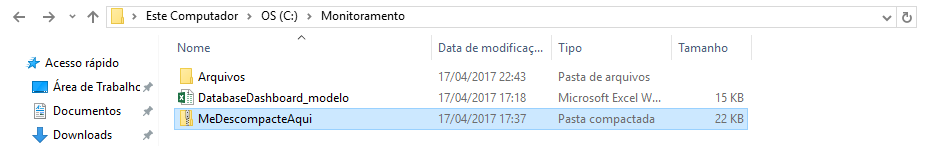 Este Computador > OS (C:) > Monitoramento
Nome Data de modificaç... Tipo Tamanho
Acesso rápido
Arquivos 17/04/2017 22:43 Pasta de arquivos
Área de Trabalho
DatabaseDashboard_modelo 17/04/2017 17:18 Microsoft Excel W... 15 KB
Documentos
MeDescompacteAqui 17/04/2017 17:37 Pasta compactada 22 KB
Downloads